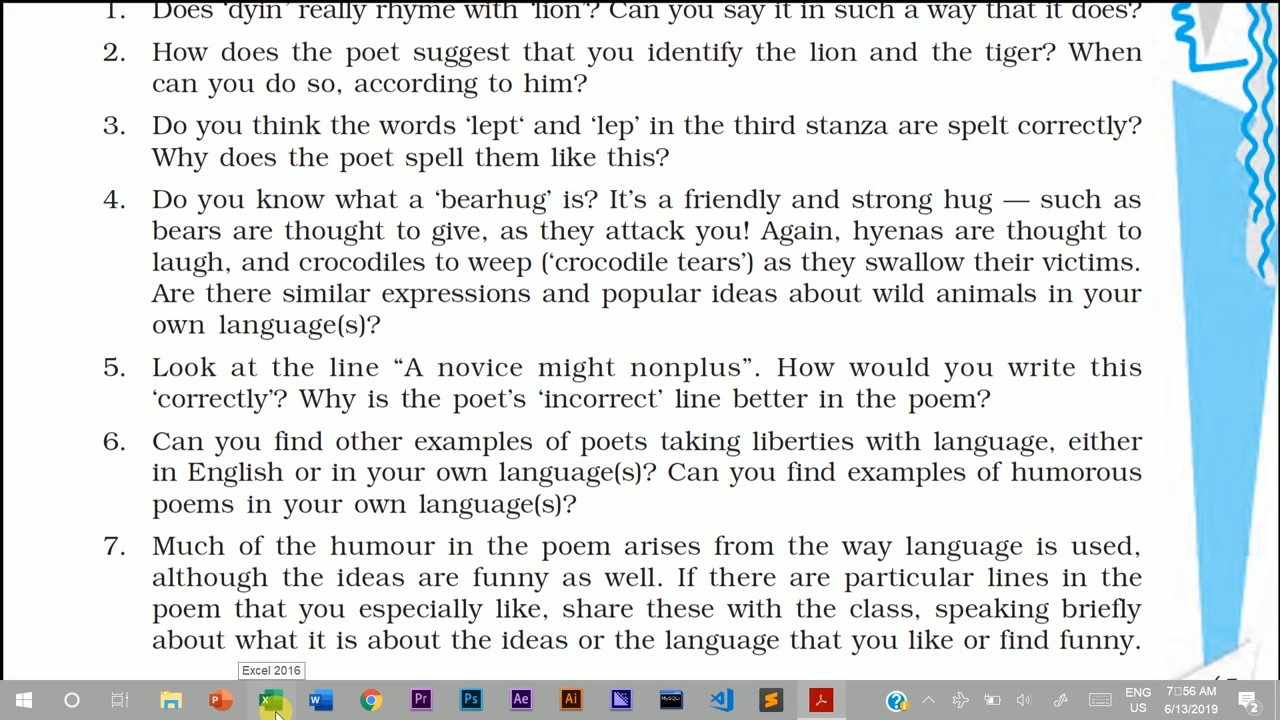 1. Does ‘dyin’ really rhyme with ‘lion’? Can you say it in such a way that it does?
2. How does the poet suggest that you identify the lion and the tiger? When
can you do so, according to him?
3. Do you think the words ‘lept‘ and ‘lep’ in the third stanza are spelt correctly?
Why does the poet spell them like this?
4. Do you know what a ‘bearhug’ is? It’s a friendly and strong hug — such as
bears are thought to give, as they attack you! Again, hyenas are thought to
laugh, and crocodiles to weep (‘crocodile tears’) as they swallow their victims.
Are there similar expressions and popular ideas about wild animals in your
own language(s)?
5. Look at the line “A novice might nonplus”. How would you write this
‘correctly’? Why is the poet’s ‘incorrect’ line better in the poem?
6. Can you find other examples of poets taking liberties with language, either
in English or in your own language(s)? Can you find examples of humorous
poems in your own language(s)?
7. Much of the humour in the poem arises from the way language is used,
although the ideas are funny as well. If there are particular lines in the
poem that you especially like, share these with the class, speaking briefly
about what it is about the ideas or the language that you like or find funny.
Excel 2016
P X W Pr Ps Ae Ai MySQL ENG 7:56 AM
US 6/13/2019 2